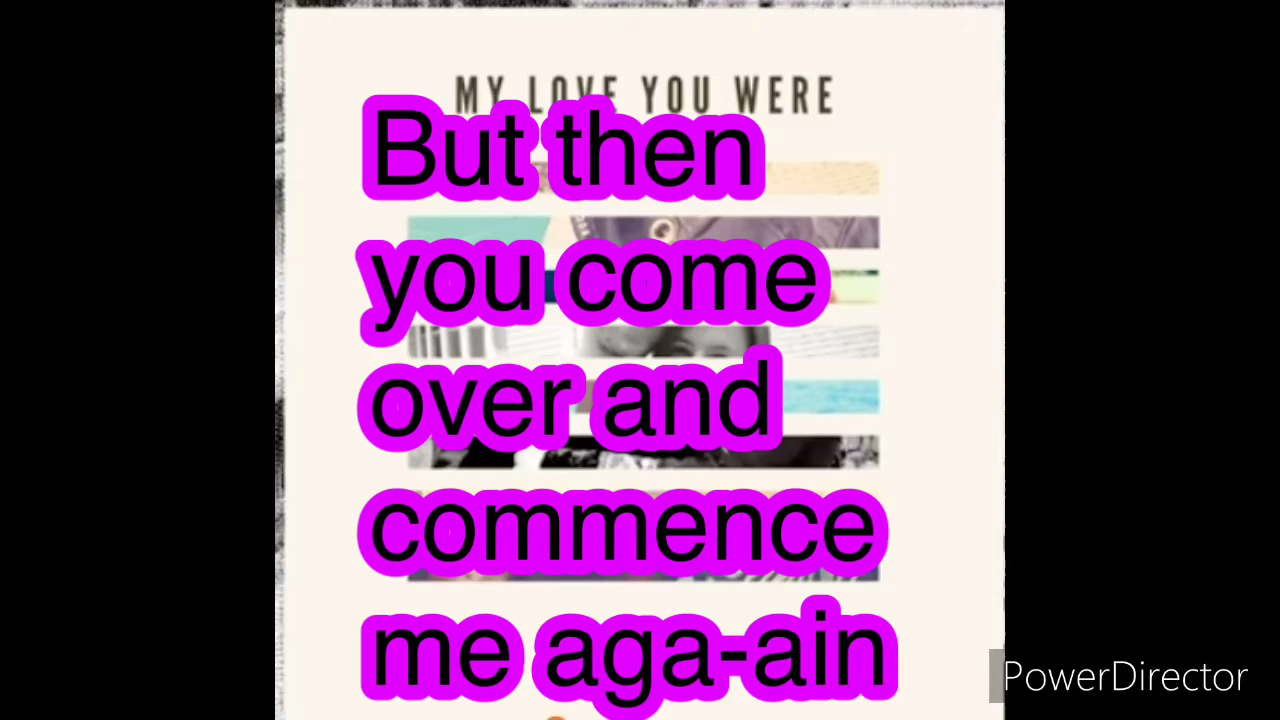 MY LOVE YOU WERE
But then
you come
over and
commence
me aga-ain
PowerDirector